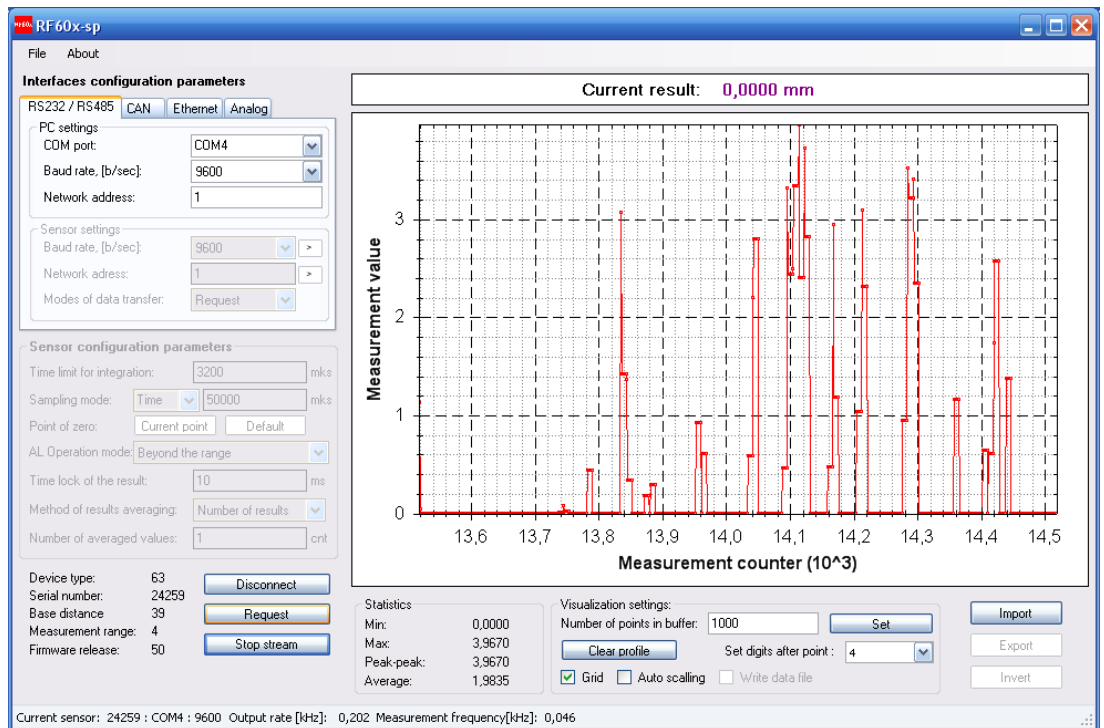 RF60x-sp
File About
Interfaces configuration parameters
RS232 / RS485 CAN Ethernet Analog
PC settings
COM port: COM4
Baud rate, [b/sec]: 9600
Network address: 1
Sensor settings
Baud rate, [b/sec]: 9600 >
Network adress: 1 >
Modes of data transfer: Request
Sensor configuration parameters
Time limit for integration: 3200 mks
Sampling mode: Time 50000 mks
Point of zero: Current point Default
AL Operation mode: Beyond the range
Time lock of the result: 10 ms
Method of results averaging: Number of results
Number of averaged values: 1 cnt
Device type: 63
Serial number: 24259
Base distance 39
Measurement range: 4
Firmware release: 50
Disconnect
Request
Stop stream
Current result: 0,0000 mm
Measurement value
3
2
1
0
13,6 13,7 13,8 13,9 14,0 14,1 14,2 14,3 14,4 14,5
Measurement counter (10^3)
Statistics
Min: 0,0000
Max: 3,9670
Peak-peak: 3,9670
Average: 1,9835
Visualization settings:
Number of points in buffer: 1000 Set
Clear profile Set digits after point : 4
Grid Auto scalling Write data file
Import
Export
Invert
Current sensor: 24259 : COM4 : 9600 Output rate [kHz]: 0,202 Measurement frequency[kHz]: 0,046